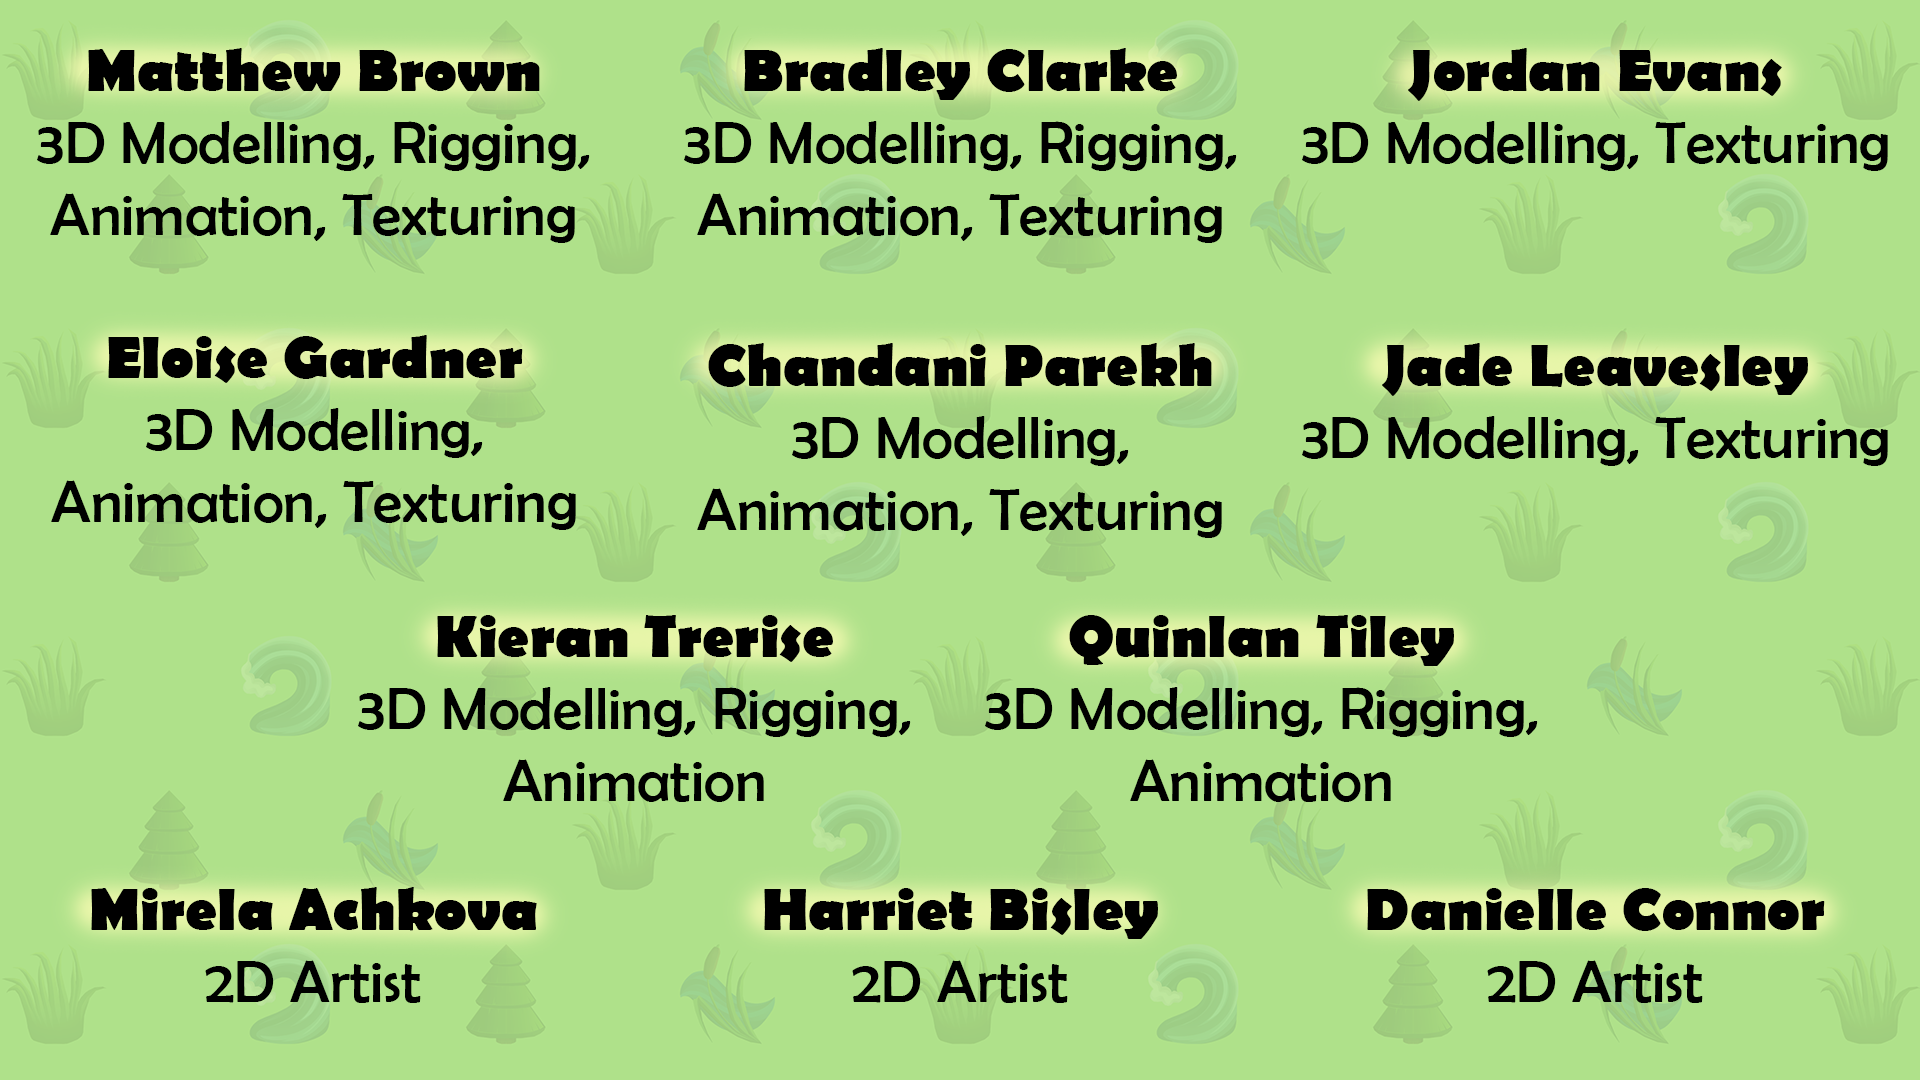 Matthew Brown
3D Modelling, Rigging,
Animation, Texturing
Bradley Clarke
3D Modelling, Rigging,
Animation, Texturing
Jordan Evans
3D Modelling, Texturing
Eloise Gardner
3D Modelling,
Animation, Texturing
Chandani Parekh
3D Modelling,
Animation, Texturing
Jade Leavesley
3D Modelling, Texturing
Kieran Trerise
3D Modelling, Rigging,
Animation
Quinlan Tiley
3D Modelling, Rigging,
Animation
Mirela Achkova
2D Artist
Harriet Bisley
2D Artist
Danielle Connor
2D Artist